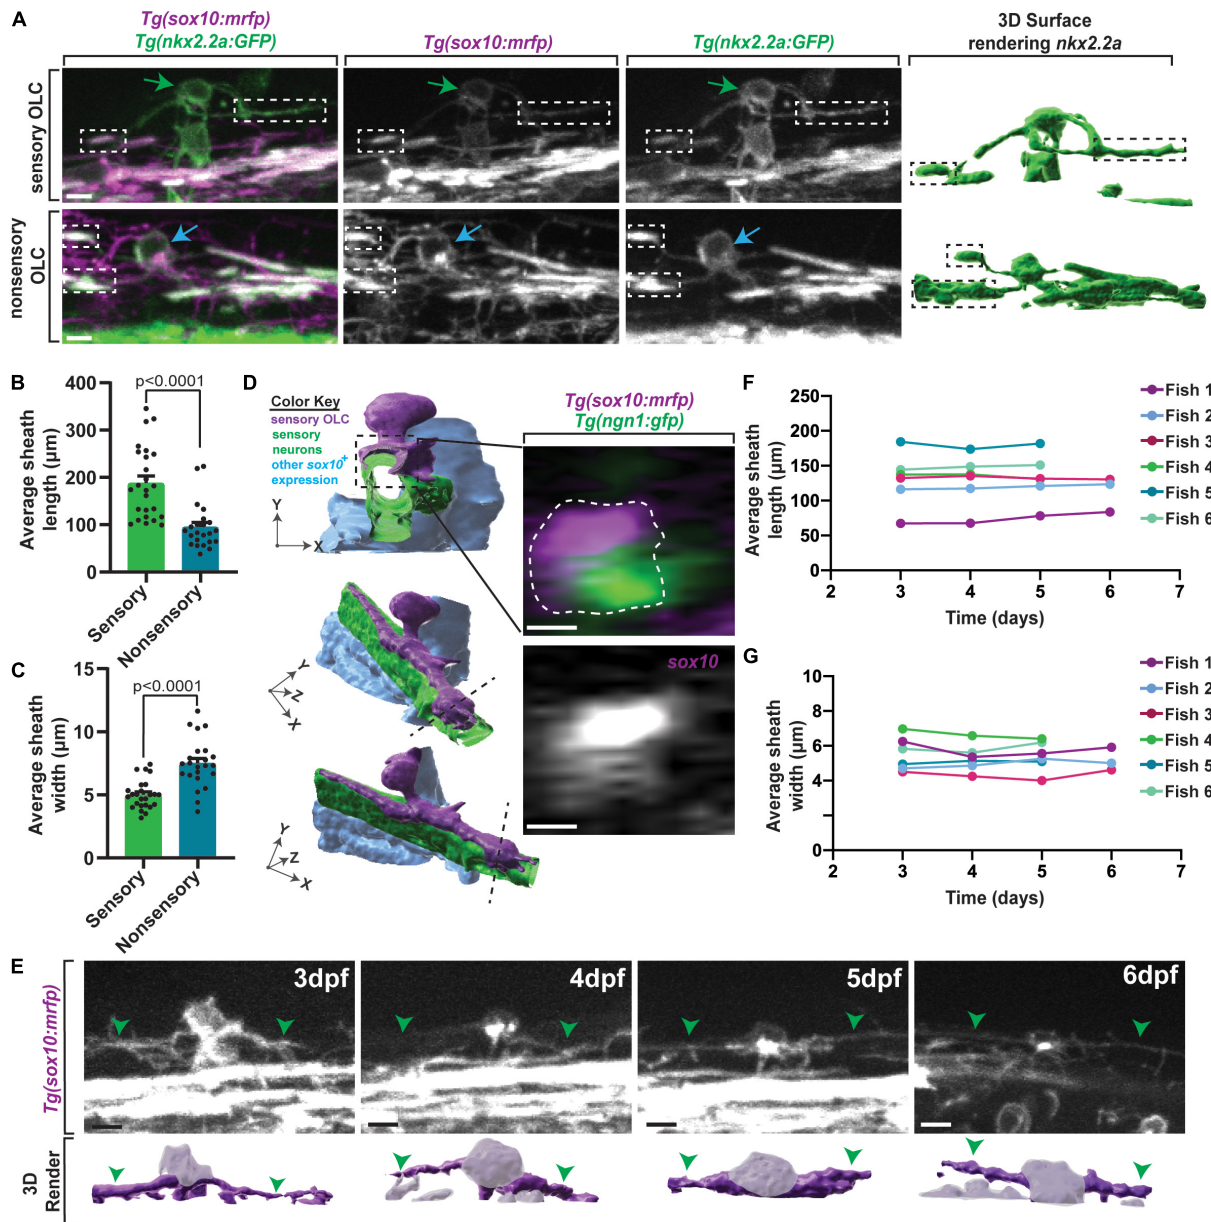 A
Tg(sox10:mrfp)
Tg(nkx2.2a:GFP)
Tg(sox10:mrfp)
Tg(nkx2.2a:GFP)
3D Surface
rendering nkx2.2a
sensory OLC
nonsensory
OLC
B
Average sheath
length (µm)
400
300
200
100
0
p<0.0001
Sensory
Nonsensory
C
Average sheath
width (µm)
15
10
5
0
p<0.0001
Sensory
Nonsensory
D
Color Key
sensory OLC
sensory
neurons
other sox10+
expression
Y
X
Y
Z
X
Y
Z
X
Tg(sox10:mrfp)
Tg(ngn1:gfp)
sox10
F
Average sheath
length (µm)
250
200
150
100
50
0
2 3 4 5 6 7
Time (days)
Fish 1
Fish 2
Fish 3
Fish 4
Fish 5
Fish 6
G
Average sheath
width (µm)
10
8
6
4
0
2 3 4 5 6 7
Time (days)
Fish 1
Fish 2
Fish 3
Fish 4
Fish 5
Fish 6
E
Tg(sox10:mrfp)
3dpf
4dpf
5dpf
6dpf
3D
Render